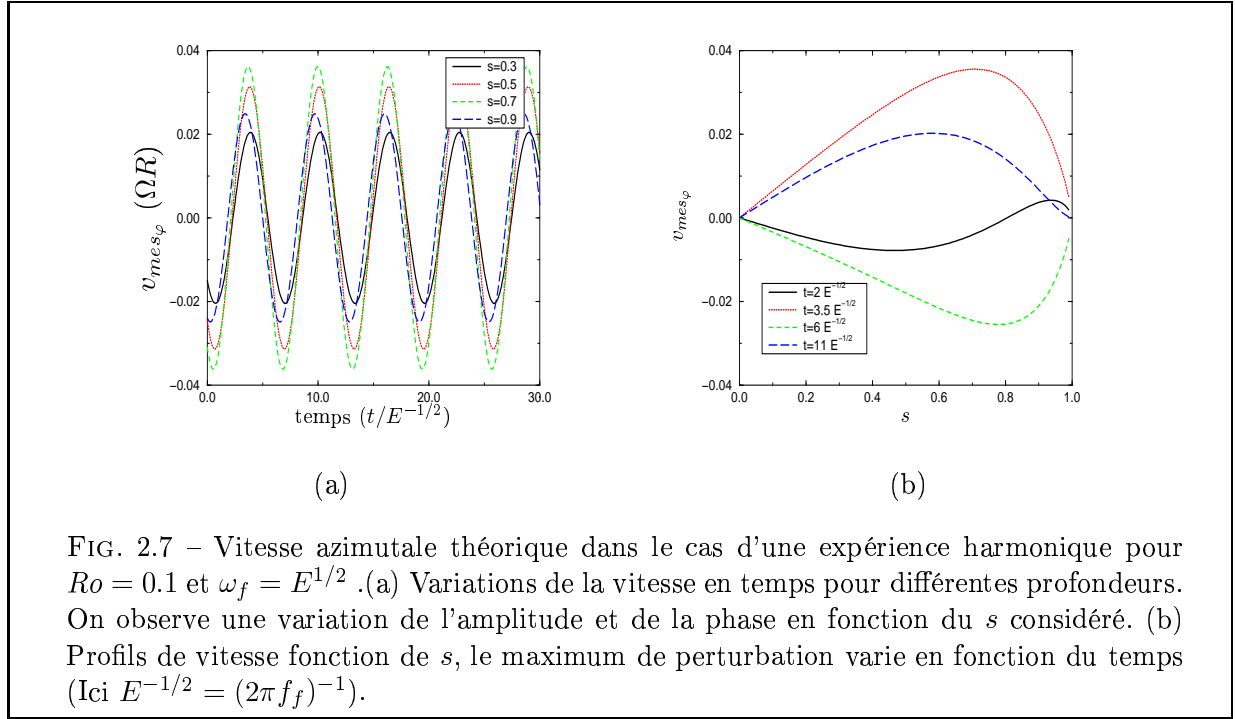 0.04
0.02
0.00
−0.02
−0.04
v_{mes_φ} (ΩR)
s=0.3
s=0.5
s=0.7
s=0.9
0.0 10.0 20.0 30.0
temps (t/E^{−1/2})
(a)
0.04
0.02
0.00
−0.02
−0.04
v_{mes_φ}
t=2 E^{−1/2}
t=3.5 E^{−1/2}
t=6 E^{−1/2}
t=11 E^{−1/2}
0.0 0.2 0.4 0.6 0.8 1.0
s
(b)
FIG. 2.7 – Vitesse azimutale théorique dans le cas d'une expérience harmonique pour
Ro = 0.1 et ω_f = E^{1/2} .(a) Variations de la vitesse en temps pour différentes profondeurs.
On observe une variation de l'amplitude et de la phase en fonction du s considéré. (b)
Profils de vitesse fonction de s, le maximum de perturbation varie en fonction du temps
(Ici E^{−1/2} = (2πf_f)^{−1}).